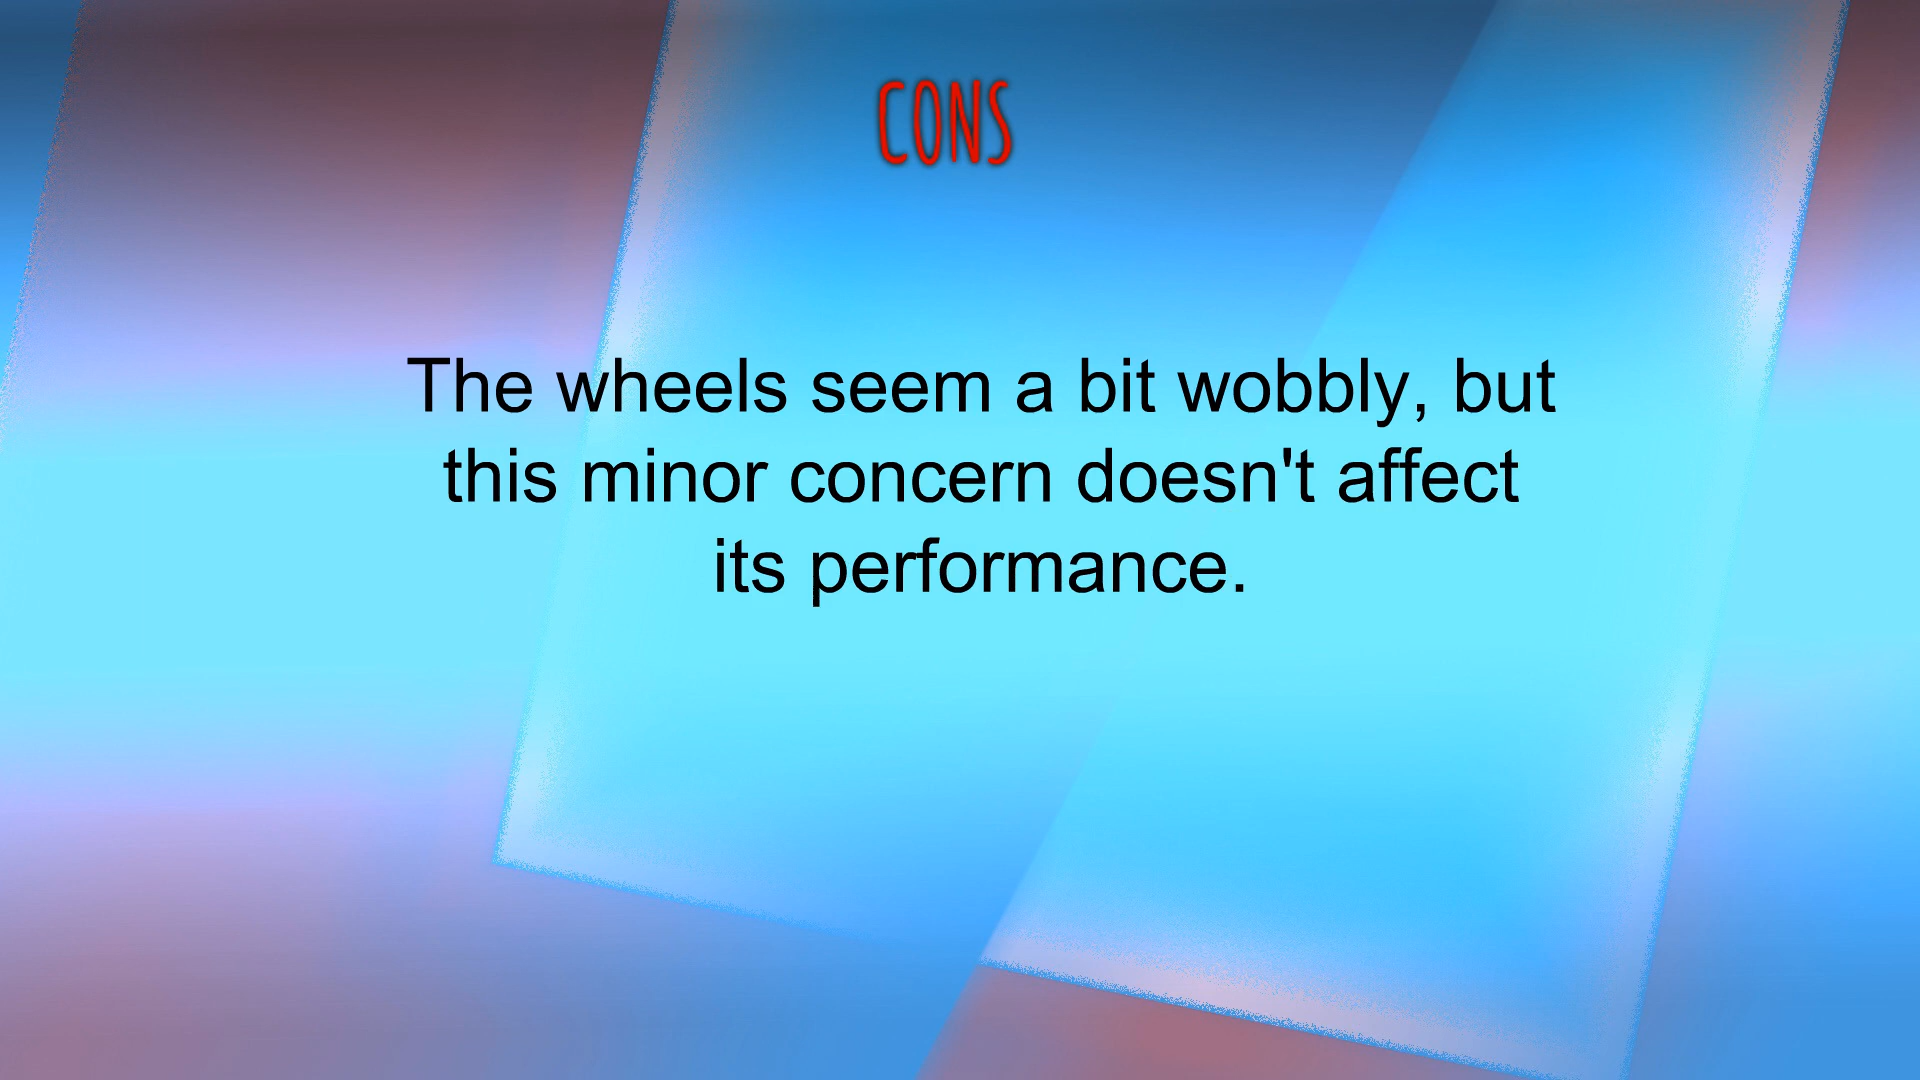 CONS
The wheels seem a bit wobbly, but
this minor concern doesn't affect
its performance.